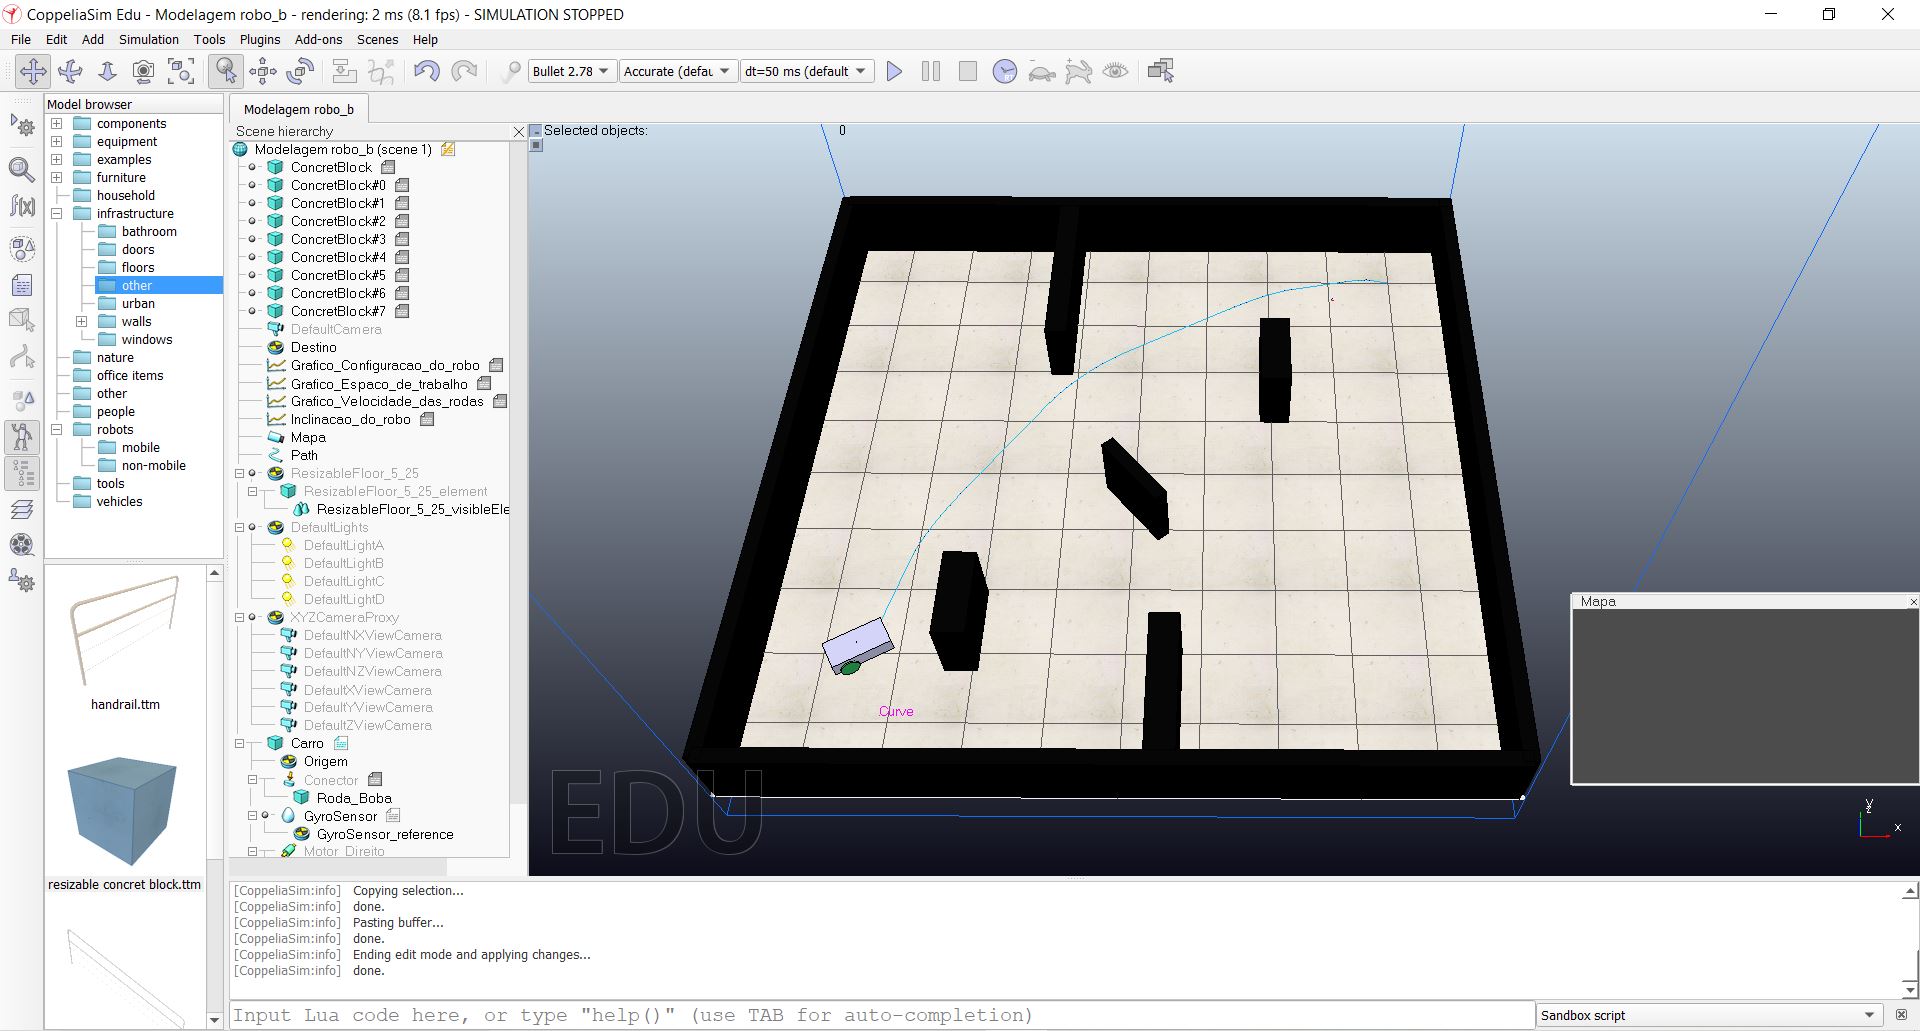 CoppeliaSim Edu - Modelagem robo_b - rendering: 2 ms (8.1 fps) - SIMULATION STOPPED
File Edit Add Simulation Tools Plugins Add-ons Scenes Help
Bullet 2.78 Accurate (defau dt=50 ms (default
Model browser
components
equipment
examples
furniture
household
infrastructure
bathroom
doors
floors
other
urban
walls
windows
nature
office items
other
people
robots
mobile
non-mobile
tools
vehicles
handrail.ttm
resizable concret block.ttm
Modelagem robo_b
Scene hierarchy
Modelagem robo_b (scene 1)
ConcretBlock
ConcretBlock#0
ConcretBlock#1
ConcretBlock#2
ConcretBlock#3
ConcretBlock#4
ConcretBlock#5
ConcretBlock#6
ConcretBlock#7
DefaultCamera
Destino
Grafico_Configuracao_do_robo
Grafico_Espaco_de_trabalho
Grafico_Velocidade_das_rodas
Inclinacao_do_robo
Mapa
Path
ResizableFloor_5_25
ResizableFloor_5_25_element
ResizableFloor_5_25_visibleEle
DefaultLights
DefaultLightA
DefaultLightB
DefaultLightC
DefaultLightD
XYZCameraProxy
DefaultNXViewCamera
DefaultNYViewCamera
DefaultNZViewCamera
DefaultXViewCamera
DefaultYViewCamera
DefaultZViewCamera
Carro
Origem
Conector
Roda_Boba
GyroSensor
GyroSensor_reference
Motor_Direito
Selected objects: 0
Curve
EDU
Mapa
y
z
x
[CoppeliaSim:info] Copying selection...
[CoppeliaSim:info] done.
[CoppeliaSim:info] Pasting buffer...
[CoppeliaSim:info] done.
[CoppeliaSim:info] Ending edit mode and applying changes...
[CoppeliaSim:info] done.
Input Lua code here, or type "help()" (use TAB for auto-completion)
Sandbox script